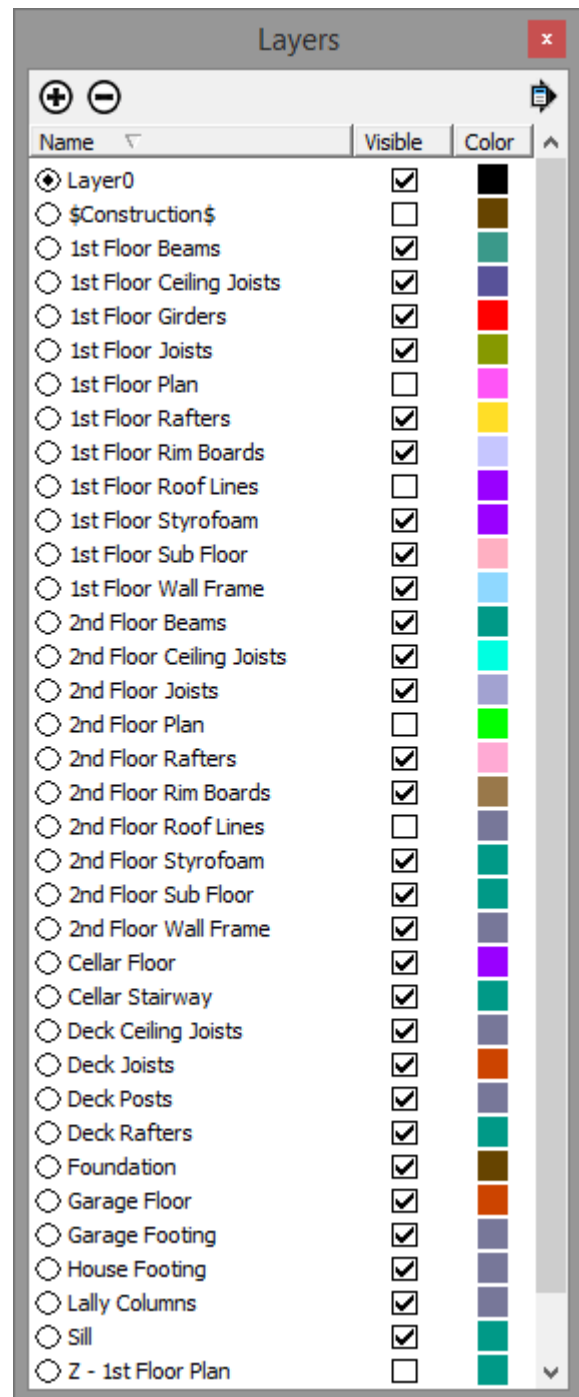 Layers
x
Name Visible Color
Layer0
$Construction$
1st Floor Beams
1st Floor Ceiling Joists
1st Floor Girders
1st Floor Joists
1st Floor Plan
1st Floor Rafters
1st Floor Rim Boards
1st Floor Roof Lines
1st Floor Styrofoam
1st Floor Sub Floor
1st Floor Wall Frame
2nd Floor Beams
2nd Floor Ceiling Joists
2nd Floor Joists
2nd Floor Plan
2nd Floor Rafters
2nd Floor Rim Boards
2nd Floor Roof Lines
2nd Floor Styrofoam
2nd Floor Sub Floor
2nd Floor Wall Frame
Cellar Floor
Cellar Stairway
Deck Ceiling Joists
Deck Joists
Deck Posts
Deck Rafters
Foundation
Garage Floor
Garage Footing
House Footing
Lally Columns
Sill
Z - 1st Floor Plan